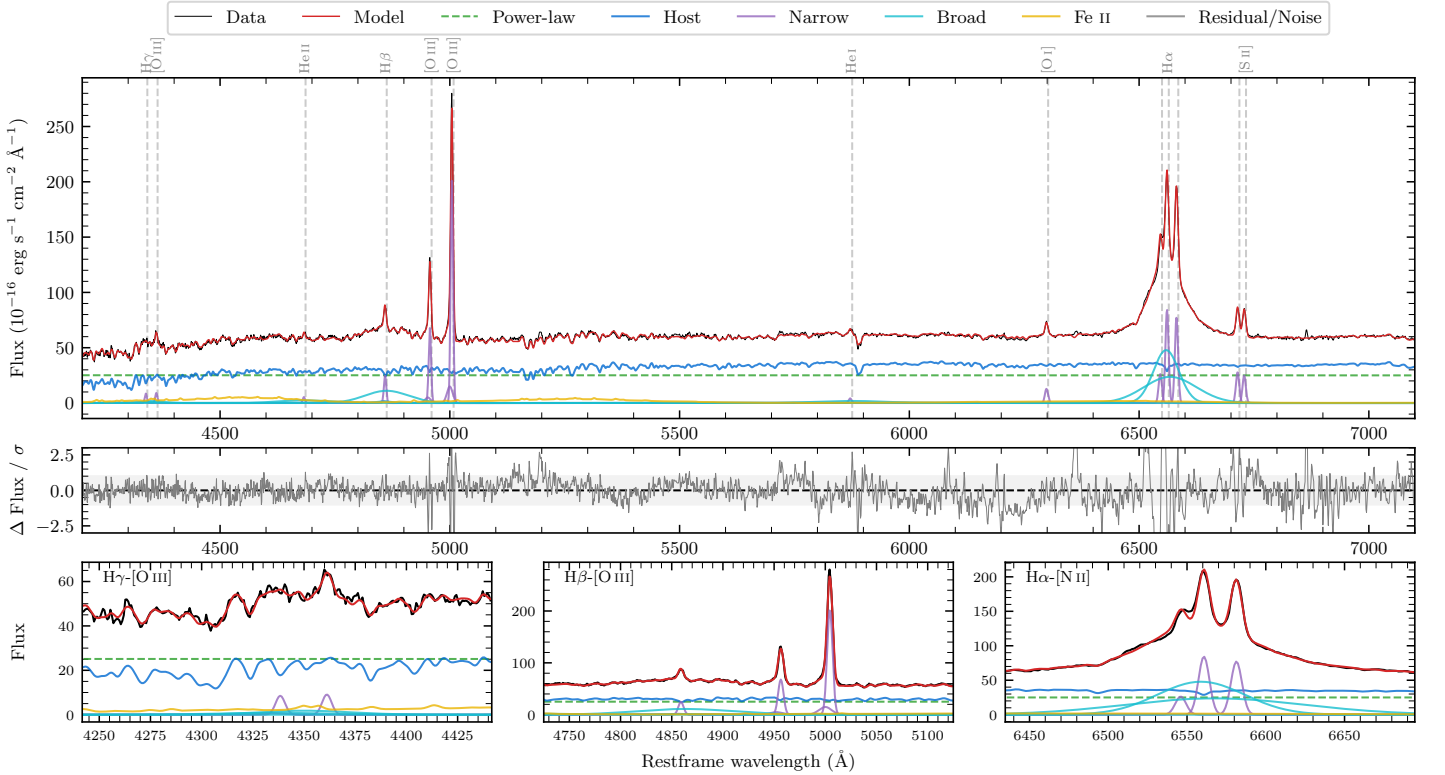 Data Model Power-law Host Narrow Broad Fe II Residual/Noise
Hγ [O III] He II Hβ [O III] [O III] He I [O I] Hα [S II]
Flux (10⁻¹⁶ erg s⁻¹ cm⁻² Å⁻¹)
250
200
150
100
50
0
4500 5000 5500 6000 6500 7000
Δ Flux / σ
2.5
0.0
−2.5
4500 5000 5500 6000 6500 7000
Flux
Hγ-[O III]
60
40
20
0
4250 4275 4300 4325 4350 4375 4400 4425
Hβ-[O III]
200
100
0
4750 4800 4850 4900 4950 5000 5050 5100
Hα-[N II]
200
150
100
50
0
6450 6500 6550 6600 6650
Restframe wavelength (Å)